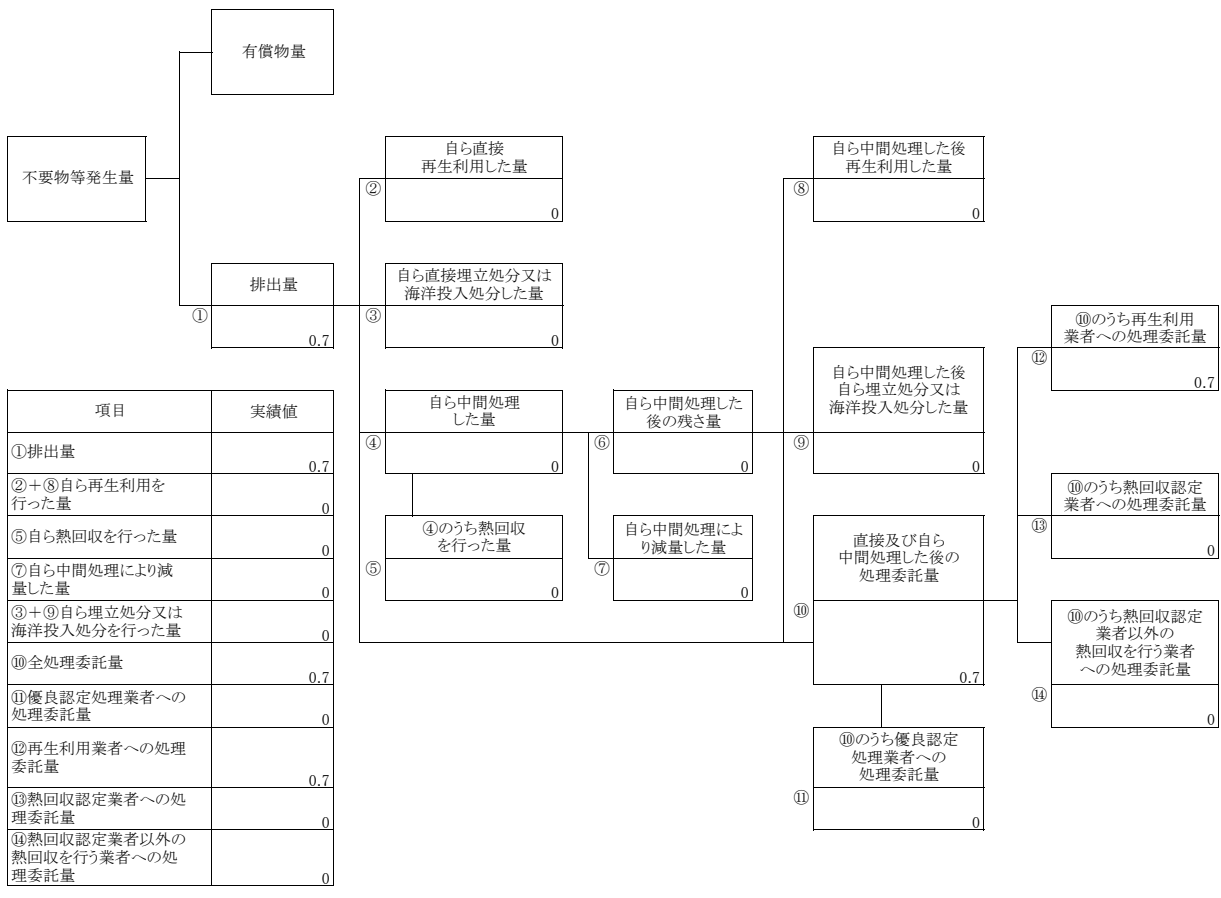 有償物量
不要物等発生量
排出量
①
0.7
自ら直接
再生利用した量
②
0
自ら直接埋立処分又は
海洋投入処分した量
③
0
自ら中間処理
した量
④
0
④のうち熱回収
を行った量
⑤
0
自ら中間処理した
後の残さ量
⑥
0
自ら中間処理によ
り減量した量
⑦
0
自ら中間処理した後
再生利用した量
⑧
0
自ら中間処理した後
自ら埋立処分又は
海洋投入処分した量
⑨
0
直接及び自ら
中間処理した後の
処理委託量
⑩
0.7
⑩のうち優良認定
処理業者への
処理委託量
⑪
0
⑩のうち再生利用
業者への処理委託量
⑫
0.7
⑩のうち熱回収認定
業者への処理委託量
⑬
0
⑩のうち熱回収認定
業者以外の
熱回収を行う業者
への処理委託量
⑭
0
項目 実績値
①排出量
0.7
②＋⑧自ら再生利用を
行った量
0
⑤自ら熱回収を行った量
0
⑦自ら中間処理により減
量した量
0
③＋⑨自ら埋立処分又は
海洋投入処分を行った量
0
⑩全処理委託量
0.7
⑪優良認定処理業者への
処理委託量
0
⑫再生利用業者への処理
委託量
0.7
⑬熱回収認定業者への処
理委託量
0
⑭熱回収認定業者以外の
熱回収を行う業者への処
理委託量
0